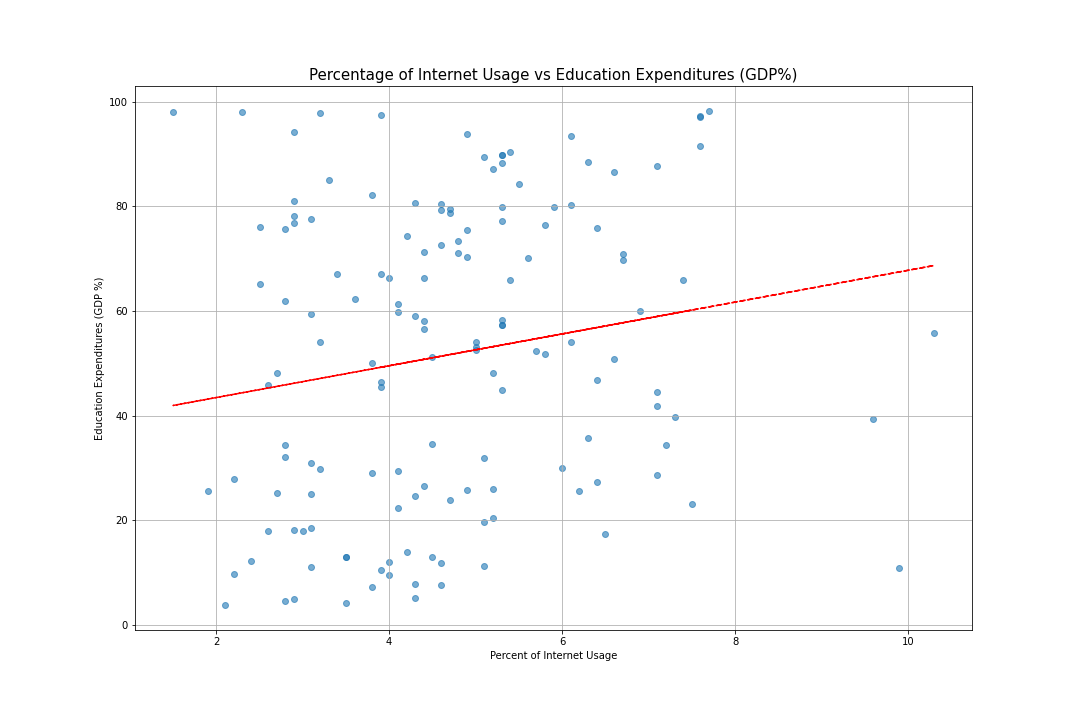 Percentage of Internet Usage vs Education Expenditures (GDP%)
100
80
60
40
20
0
Education Expenditures (GDP %)
2 4 6 8 10
Percent of Internet Usage